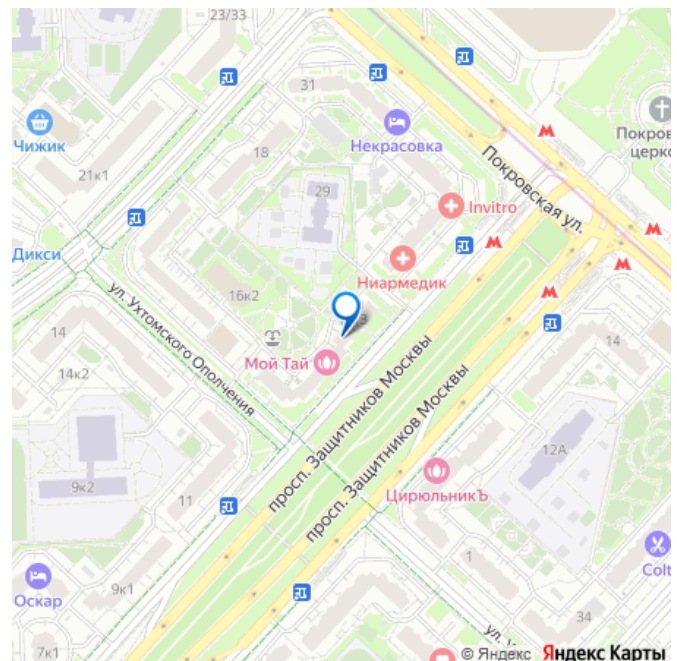 23/33
31
Чижик
Некрасовка
Покров
церко
18
21к1
Покровская ул.
29
Invitro
Дикси
Ниармедик
16к2
ул. Ухтомского Ополчения
14
Мой Тай
14
14к2
просп. Защитников Москвы
просп. Защитников Москвы
12А
9к2
11
ЦирюльникЪ
1
Colt
9к1
Оскар
34
7к1
© Яндекс Яндекс Карты